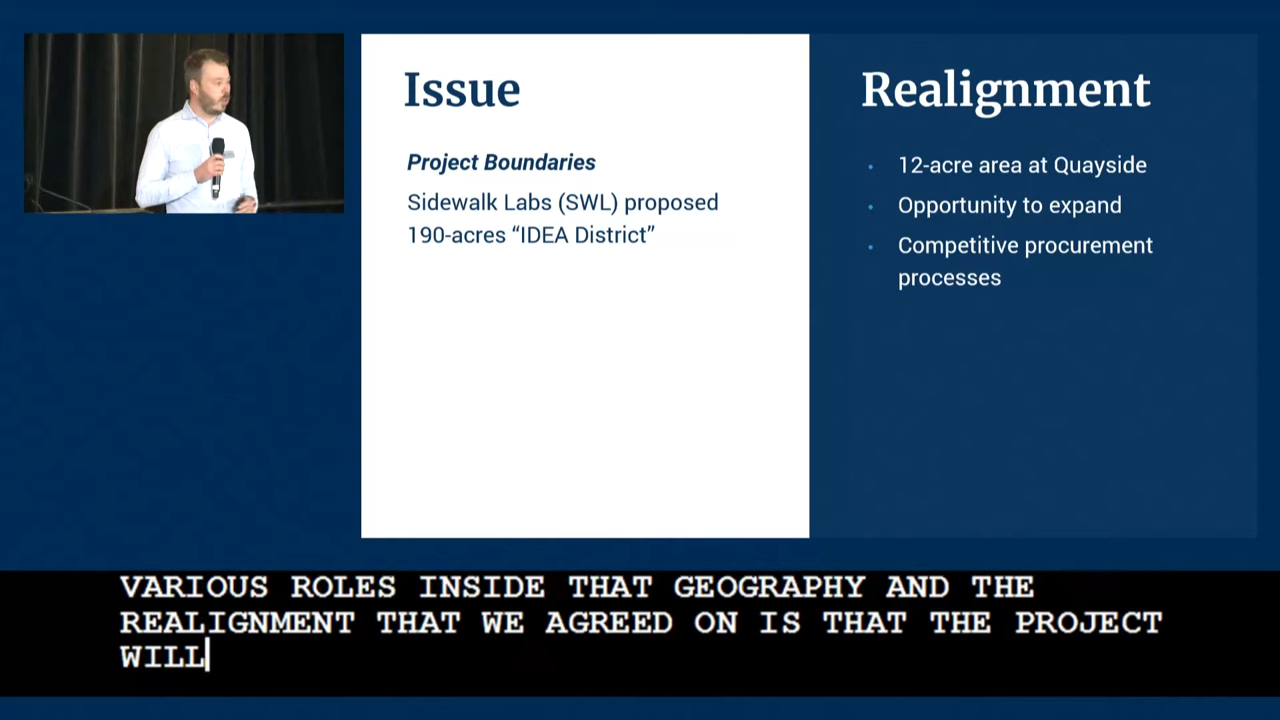 Issue
Project Boundaries
Sidewalk Labs (SWL) proposed
190-acres “IDEA District”
Realignment
• 12-acre area at Quayside
• Opportunity to expand
• Competitive procurement
processes
VARIOUS ROLES INSIDE THAT GEOGRAPHY AND THE
REALIGNMENT THAT WE AGREED ON IS THAT THE PROJECT
WILL